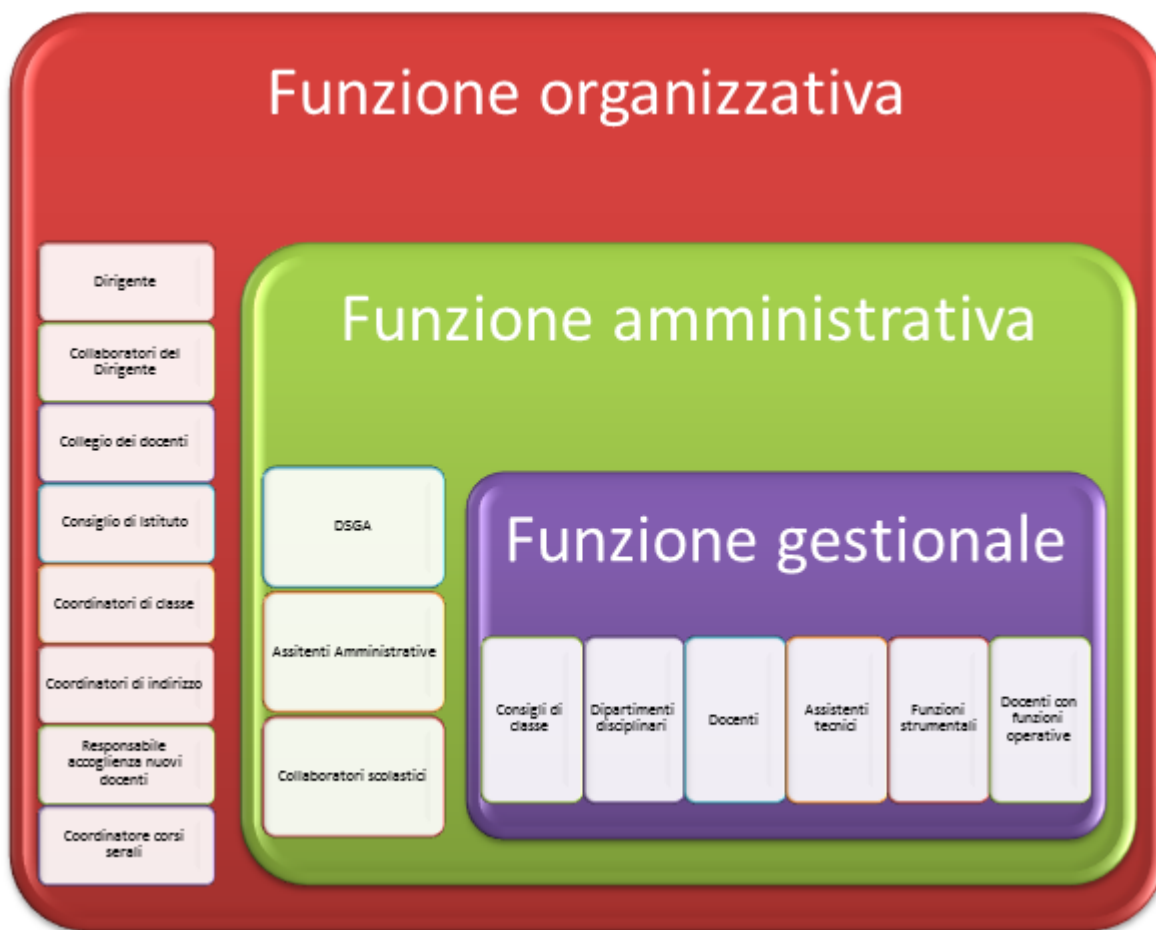 Funzione organizzativa
Dirigente
Collaboratori del
Dirigente
Collegio dei docenti
Consiglio di Istituto
Coordinatori di classe
Coordinatori di indirizzo
Responsabile
accoglienza nuovi
docenti
Coordinatore corsi
serali
Funzione amministrativa
DSGA
Assitenti Amministrative
Collaboratori scolastici
Funzione gestionale
Consigli di
classe
Dipartimenti
disciplinari
Docenti
Assistenti
tecnici
Funzioni
strumentali
Docenti con
funzioni
operative